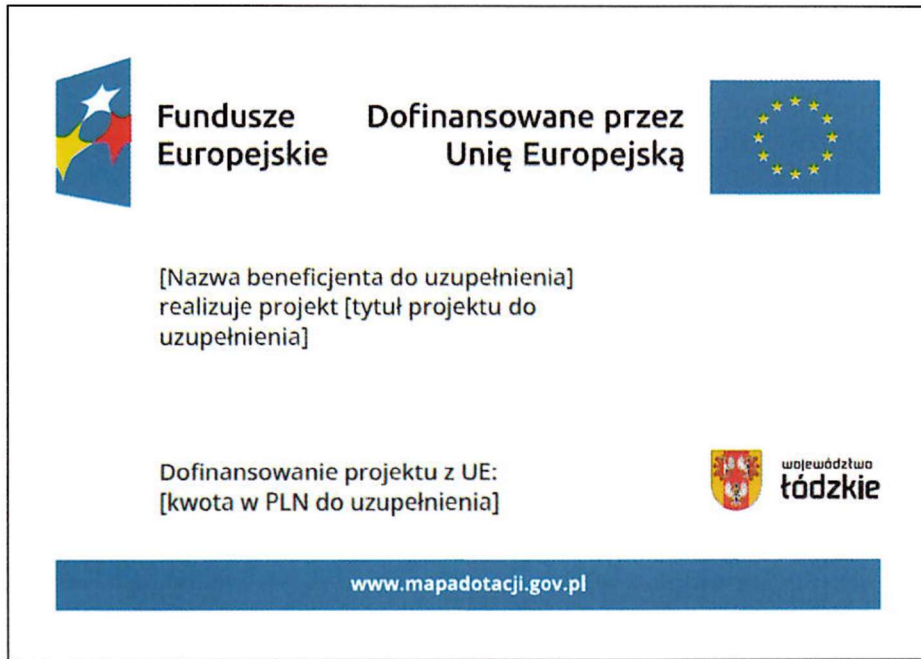 Fundusze
Europejskie
Dofinansowane przez
Unię Europejską
[Nazwa beneficjenta do uzupełnienia]
realizuje projekt [tytuł projektu do
uzupełnienia]
Dofinansowanie projektu z UE:
[kwota w PLN do uzupełnienia]
województwo
łódzkie
www.mapadotacji.gov.pl